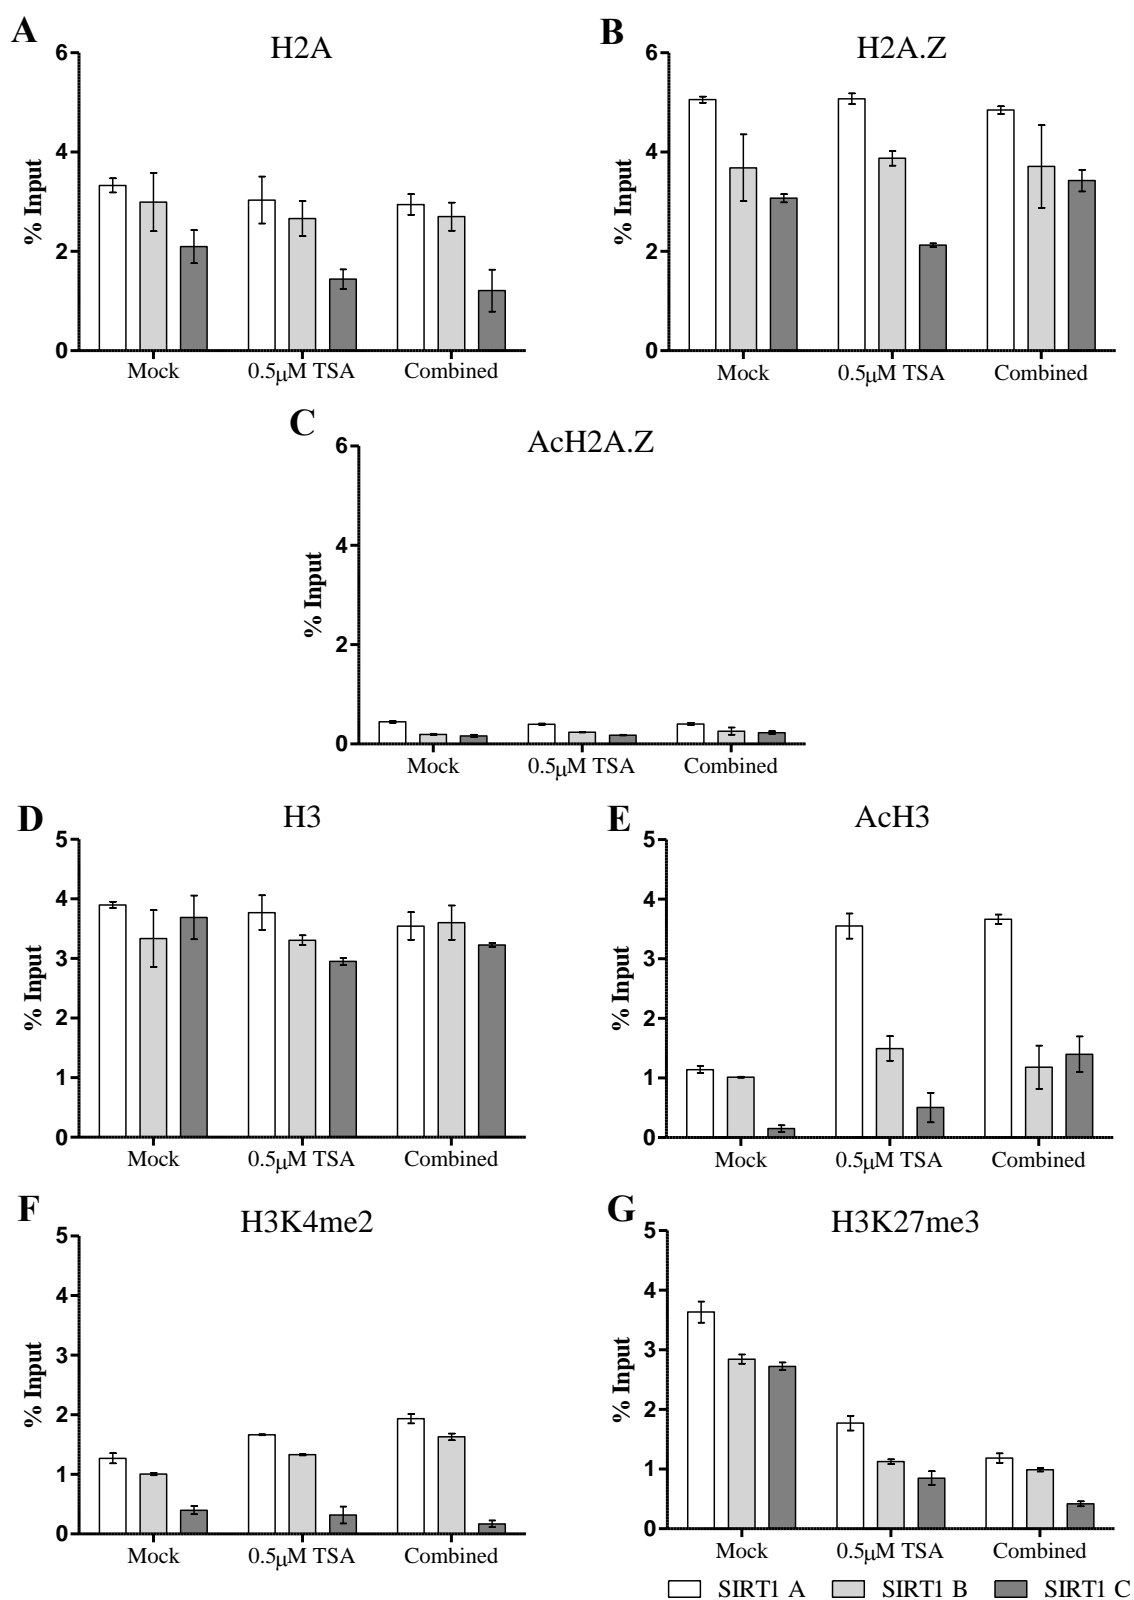 A
H2A
6
4
2
0
% Input
Mock
0.5µM TSA
Combined
B
H2A.Z
6
4
2
0
% Input
Mock
0.5µM TSA
Combined
C
AcH2A.Z
6
4
2
0
% Input
Mock
0.5µM TSA
Combined
D
H3
5
4
3
2
1
0
% Input
Mock
0.5µM TSA
Combined
E
AcH3
5
4
3
2
1
0
% Input
Mock
0.5µM TSA
Combined
F
H3K4me2
5
4
3
2
1
0
% Input
Mock
0.5µM TSA
Combined
G
H3K27me3
5
4
3
2
1
0
% Input
Mock
0.5µM TSA
Combined
SIRT1 A SIRT1 B SIRT1 C